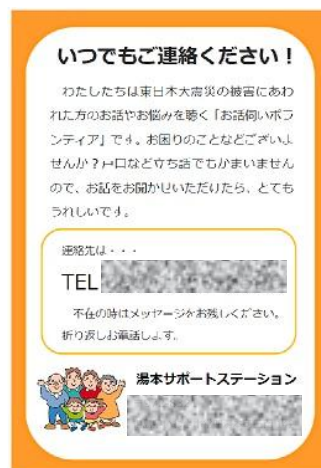 いつでもご連絡ください！
わたしたちは東日本大震災の被害にあわ
れた方のお話やお悩みを聴く「お話伺いボラ
ンティア」です。お困りのことなどございま
せんか？戸口など立ち話でもかまいません
ので、お話をお聞かせいただけたら、とても
うれしいです。
連絡先は・・・
TEL
不在の時はメッセージをお残しください。
折り返しお電話します。
湯本サポートステーション